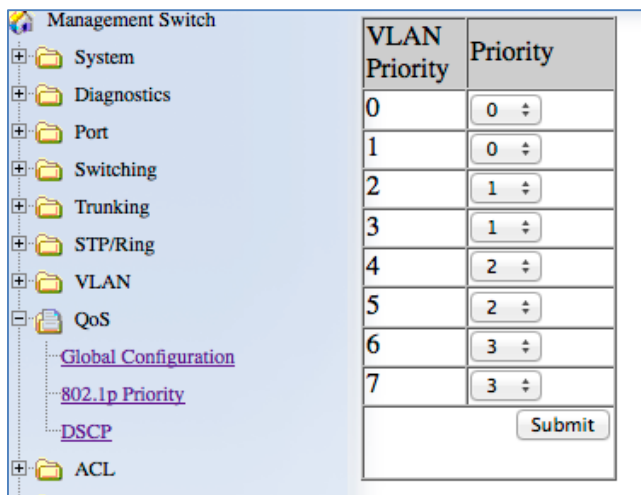 Management Switch
System
Diagnostics
Port
Switching
Trunking
STP/Ring
VLAN
QoS
Global Configuration
802.1p Priority
DSCP
ACL
VLAN Priority Priority
0 0
1 0
2 1
3 1
4 2
5 2
6 3
7 3
Submit